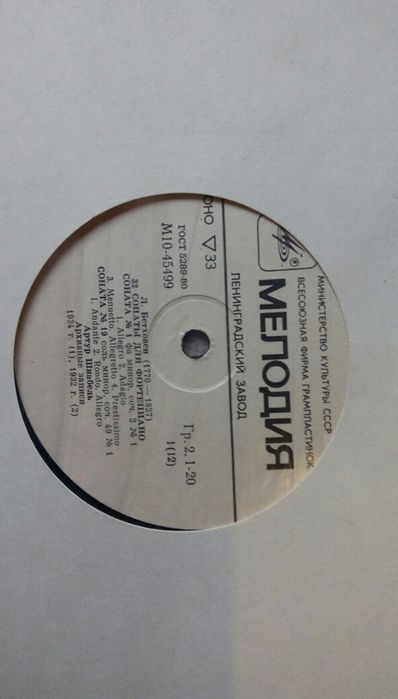 МИНИСТЕРСТВО КУЛЬТУРЫ СССР
ВСЕСОЮЗНАЯ ФИРМА ГРАМПЛАСТИНОК
МЕЛОДИЯ
ЛЕНИНГРАДСКИЙ ЗАВОД
ОНО ▽ 33
ГОСТ 5289-80
М10-45499
Гр. 2. 1-20
1(12)
Л. Бетховен (1770—1827)
32 СОНАТЫ ДЛЯ ФОРТЕПИАНО
СОНАТА № 1 фа минор, соч. 2 № 1
1. Allegro 2. Adagio
3. Menuetto. Allegretto 4. Prestissimo
СОНАТА № 19 соль минор, соч. 49 № 1
1. Andante 2. Rondo. Allegro
Артур Шнабель
Архивные записи
1934 г. (1), 1932 (2)